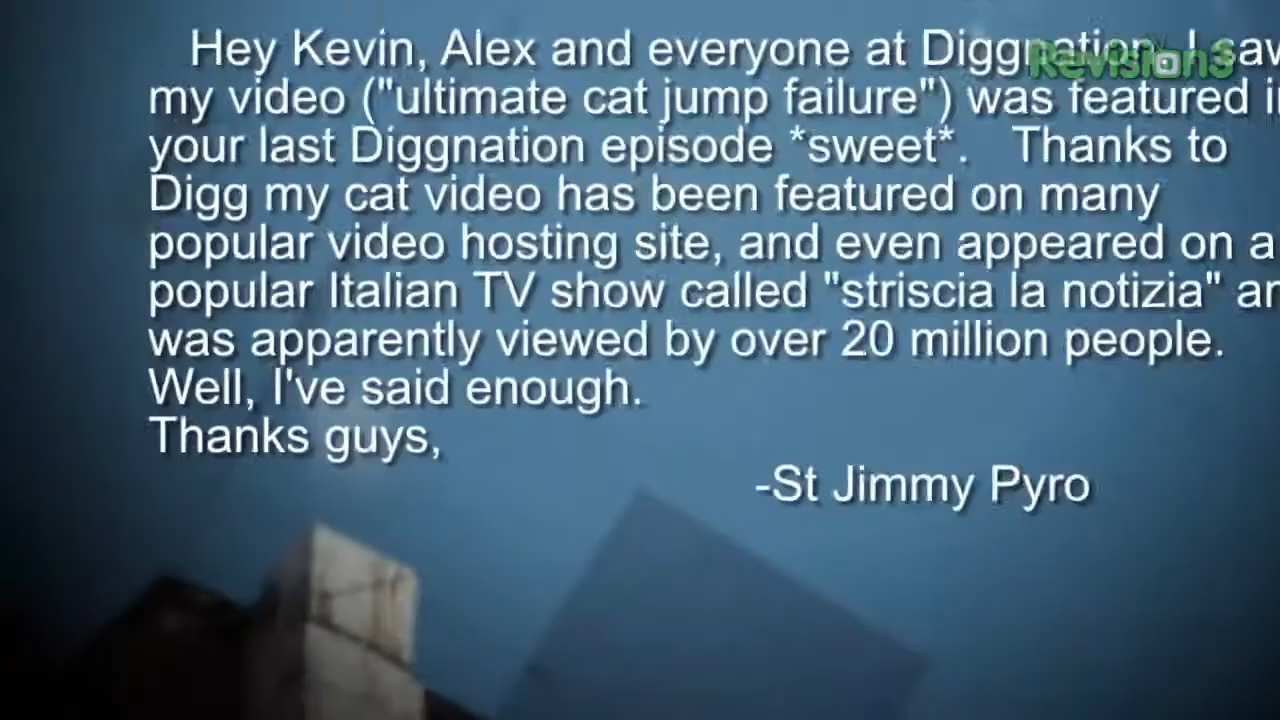 Hey Kevin, Alex and everyone at Diggnation. I saw
my video ("ultimate cat jump failure") was featured i
your last Diggnation episode *sweet*. Thanks to
Digg my cat video has been featured on many
popular video hosting site, and even appeared on a
popular Italian TV show called "striscia la notizia" a
was apparently viewed by over 20 million people.
Well, I've said enough.
Thanks guys,
-St Jimmy Pyro
Revision3